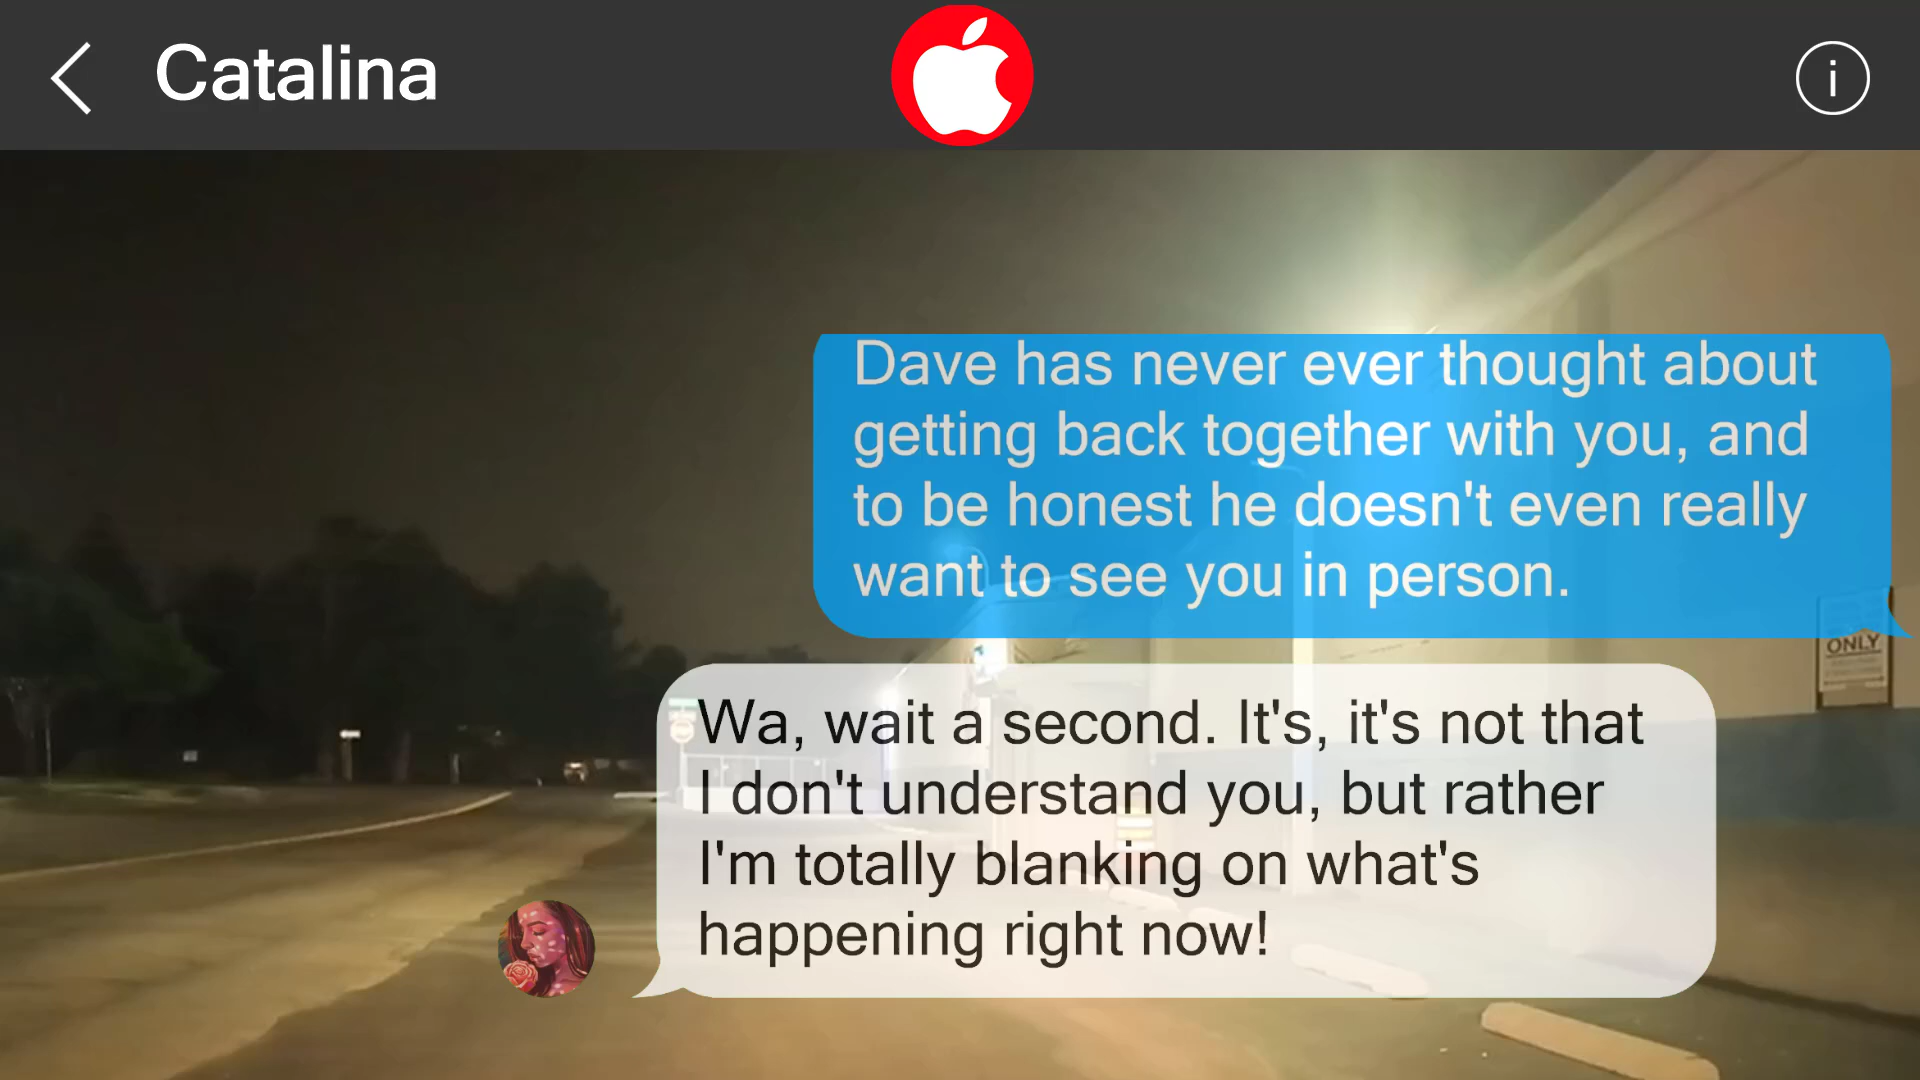 Catalina
i
Dave has never ever thought about
getting back together with you, and
to be honest he doesn't even really
want to see you in person.
ONLY
Wa, wait a second. It's, it's not that
I don't understand you, but rather
I'm totally blanking on what's
happening right now!